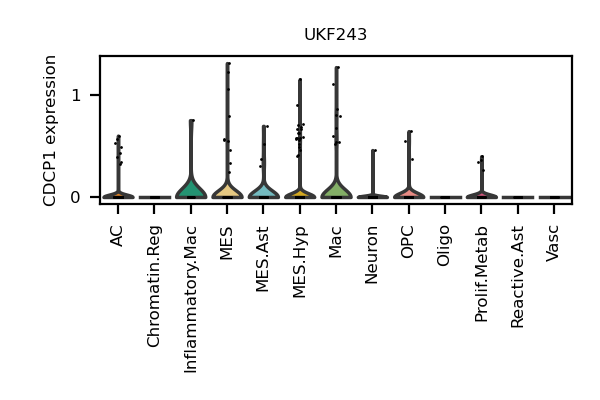 UKF243
CDCP1 expression
1
0
AC
Chromatin.Reg
Inflammatory.Mac
MES
MES.Ast
MES.Hyp
Mac
Neuron
OPC
Oligo
Prolif.Metab
Reactive.Ast
Vasc